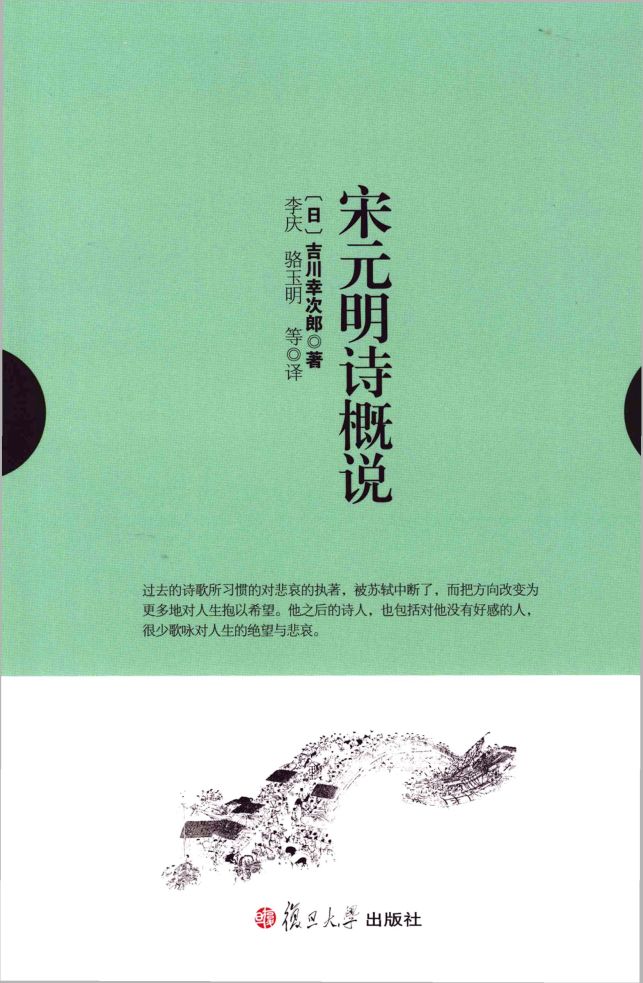 宋元明诗概说
〔日〕吉川幸次郎◎著
李庆 骆玉明 等◎译
过去的诗歌所习惯的对悲哀的执著，被苏轼中断了，而把方向改变为
更多地对人生抱以希望。他之后的诗人，也包括对他没有好感的人，
很少歌咏对人生的绝望与悲哀。
復旦大學出版社